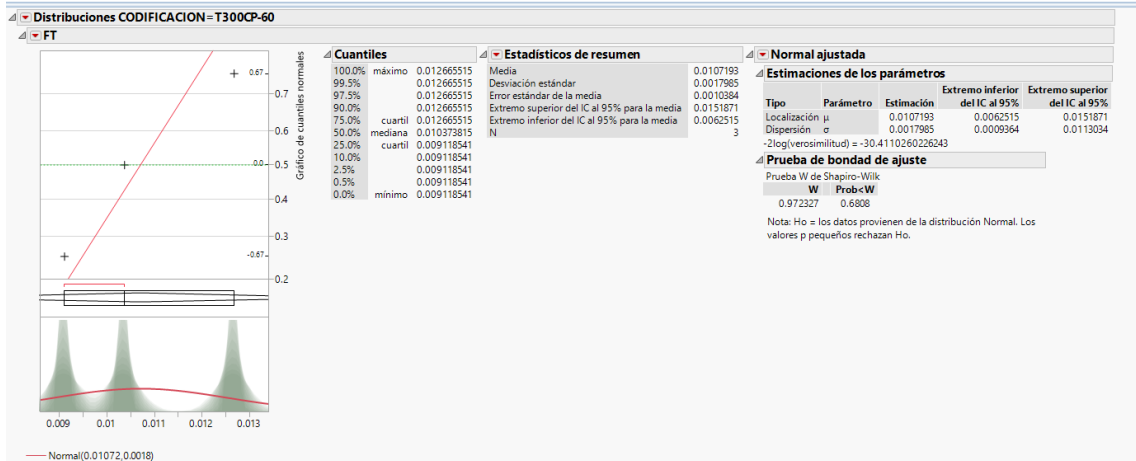 Distribuciones CODIFICACION=T300CP-60
FT
0.67
0.0
-0.67
0.7
0.6
0.5
0.4
0.3
0.2
Gráfico de cuantiles normales
0.009 0.01 0.011 0.012 0.013
Normal(0.01072,0.0018)
Cuantiles
100.0% máximo 0.012665515
99.5% 0.012665515
97.5% 0.012665515
90.0% 0.012665515
75.0% cuartil 0.012665515
50.0% mediana 0.010373815
25.0% cuartil 0.009118541
10.0% 0.009118541
2.5% 0.009118541
0.5% 0.009118541
0.0% mínimo 0.009118541
Estadísticos de resumen
Media 0.0107193
Desviación estándar 0.0017985
Error estándar de la media 0.0010384
Extremo superior del IC al 95% para la media 0.0151871
Extremo inferior del IC al 95% para la media 0.0062515
N 3
Normal ajustada
Estimaciones de los parámetros
Extremo inferior Extremo superior
Tipo Parámetro Estimación del IC al 95% del IC al 95%
Localización μ 0.0107193 0.0062515 0.0151871
Dispersión σ 0.0017985 0.0009364 0.0113034
-2log(verosimilitud) = -30.4110260226243
Prueba de bondad de ajuste
Prueba W de Shapiro-Wilk
W Prob<W
0.972327 0.6808
Nota: Ho = los datos provienen de la distribución Normal. Los
valores p pequeños rechazan Ho.